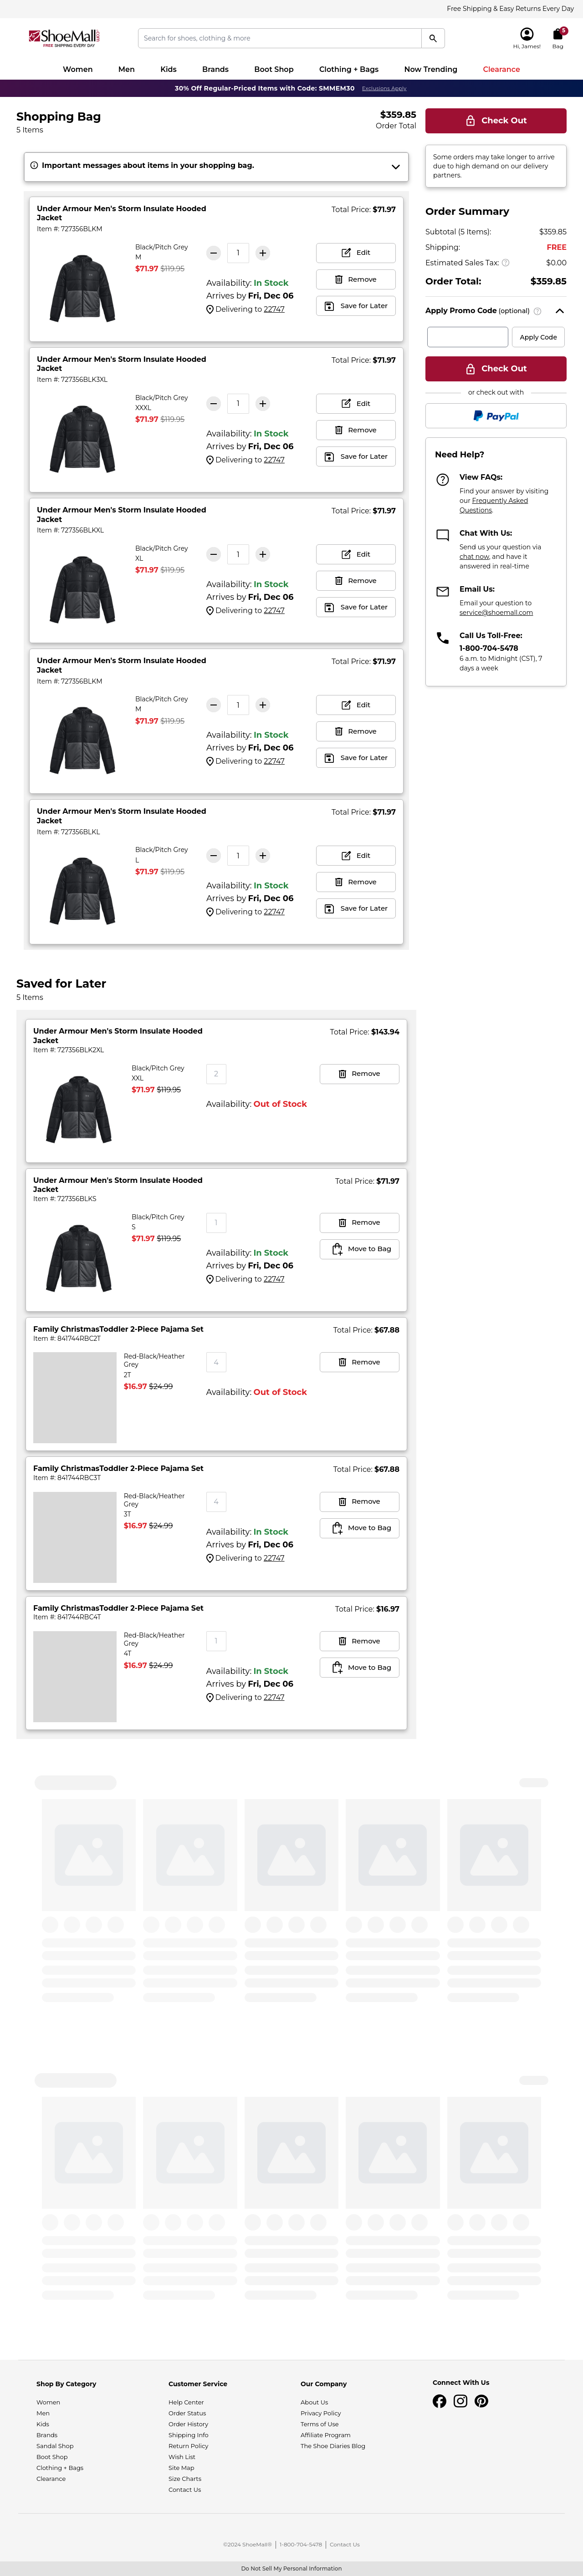 Free Shipping & Easy Returns Every Day
ShoeMall
FREE SHIPPING EVERY DAY
Search for shoes, clothing & more
Hi, James!
5
Bag
Women
Men
Kids
Brands
Boot Shop
Clothing + Bags
Now Trending
Clearance
30% Off Regular-Priced Items with Code: SMMEM30 Exclusions Apply
Shopping Bag
5 Items
$359.85
Order Total
Important messages about items in your shopping bag.
Under Armour Men's Storm Insulate Hooded
Jacket
Item #: 727356BLKM
Total Price: $71.97
Black/Pitch Grey
M
$71.97 $119.95
1
Availability: In Stock
Arrives by Fri, Dec 06
Delivering to 22747
Edit
Remove
Save for Later
Under Armour Men's Storm Insulate Hooded
Jacket
Item #: 727356BLK3XL
Total Price: $71.97
Black/Pitch Grey
XXXL
$71.97 $119.95
1
Availability: In Stock
Arrives by Fri, Dec 06
Delivering to 22747
Edit
Remove
Save for Later
Under Armour Men's Storm Insulate Hooded
Jacket
Item #: 727356BLKXL
Total Price: $71.97
Black/Pitch Grey
XL
$71.97 $119.95
1
Availability: In Stock
Arrives by Fri, Dec 06
Delivering to 22747
Edit
Remove
Save for Later
Under Armour Men's Storm Insulate Hooded
Jacket
Item #: 727356BLKM
Total Price: $71.97
Black/Pitch Grey
M
$71.97 $119.95
1
Availability: In Stock
Arrives by Fri, Dec 06
Delivering to 22747
Edit
Remove
Save for Later
Under Armour Men's Storm Insulate Hooded
Jacket
Item #: 727356BLKL
Total Price: $71.97
Black/Pitch Grey
L
$71.97 $119.95
1
Availability: In Stock
Arrives by Fri, Dec 06
Delivering to 22747
Edit
Remove
Save for Later
Check Out
Some orders may take longer to arrive
due to high demand on our delivery
partners.
Order Summary
Subtotal (5 Items): $359.85
Shipping: FREE
Estimated Sales Tax: $0.00
Order Total: $359.85
Apply Promo Code (optional)
Apply Code
Check Out
or check out with
PayPal
Need Help?
View FAQs:
Find your answer by visiting
our Frequently Asked
Questions.
Chat With Us:
Send us your question via
chat now, and have it
answered in real-time
Email Us:
Email your question to
service@shoemall.com
Call Us Toll-Free:
1-800-704-5478
6 a.m. to Midnight (CST), 7
days a week
Saved for Later
5 Items
Under Armour Men's Storm Insulate Hooded
Jacket
Item #: 727356BLK2XL
Total Price: $143.94
Black/Pitch Grey
XXL
$71.97 $119.95
2
Availability: Out of Stock
Remove
Under Armour Men's Storm Insulate Hooded
Jacket
Item #: 727356BLKS
Total Price: $71.97
Black/Pitch Grey
S
$71.97 $119.95
1
Availability: In Stock
Arrives by Fri, Dec 06
Delivering to 22747
Remove
Move to Bag
Family ChristmasToddler 2-Piece Pajama Set
Item #: 841744RBC2T
Total Price: $67.88
Red-Black/Heather
Grey
2T
$16.97 $24.99
4
Availability: Out of Stock
Remove
Family ChristmasToddler 2-Piece Pajama Set
Item #: 841744RBC3T
Total Price: $67.88
Red-Black/Heather
Grey
3T
$16.97 $24.99
4
Availability: In Stock
Arrives by Fri, Dec 06
Delivering to 22747
Remove
Move to Bag
Family ChristmasToddler 2-Piece Pajama Set
Item #: 841744RBC4T
Total Price: $16.97
Red-Black/Heather
Grey
4T
$16.97 $24.99
1
Availability: In Stock
Arrives by Fri, Dec 06
Delivering to 22747
Remove
Move to Bag
Shop By Category
Women
Men
Kids
Brands
Sandal Shop
Boot Shop
Clothing + Bags
Clearance
Customer Service
Help Center
Order Status
Order History
Shipping Info
Return Policy
Wish List
Site Map
Size Charts
Contact Us
Our Company
About Us
Privacy Policy
Terms of Use
Affiliate Program
The Shoe Diaries Blog
Connect With Us
©2024 ShoeMall® | 1-800-704-5478 | Contact Us
Do Not Sell My Personal Information